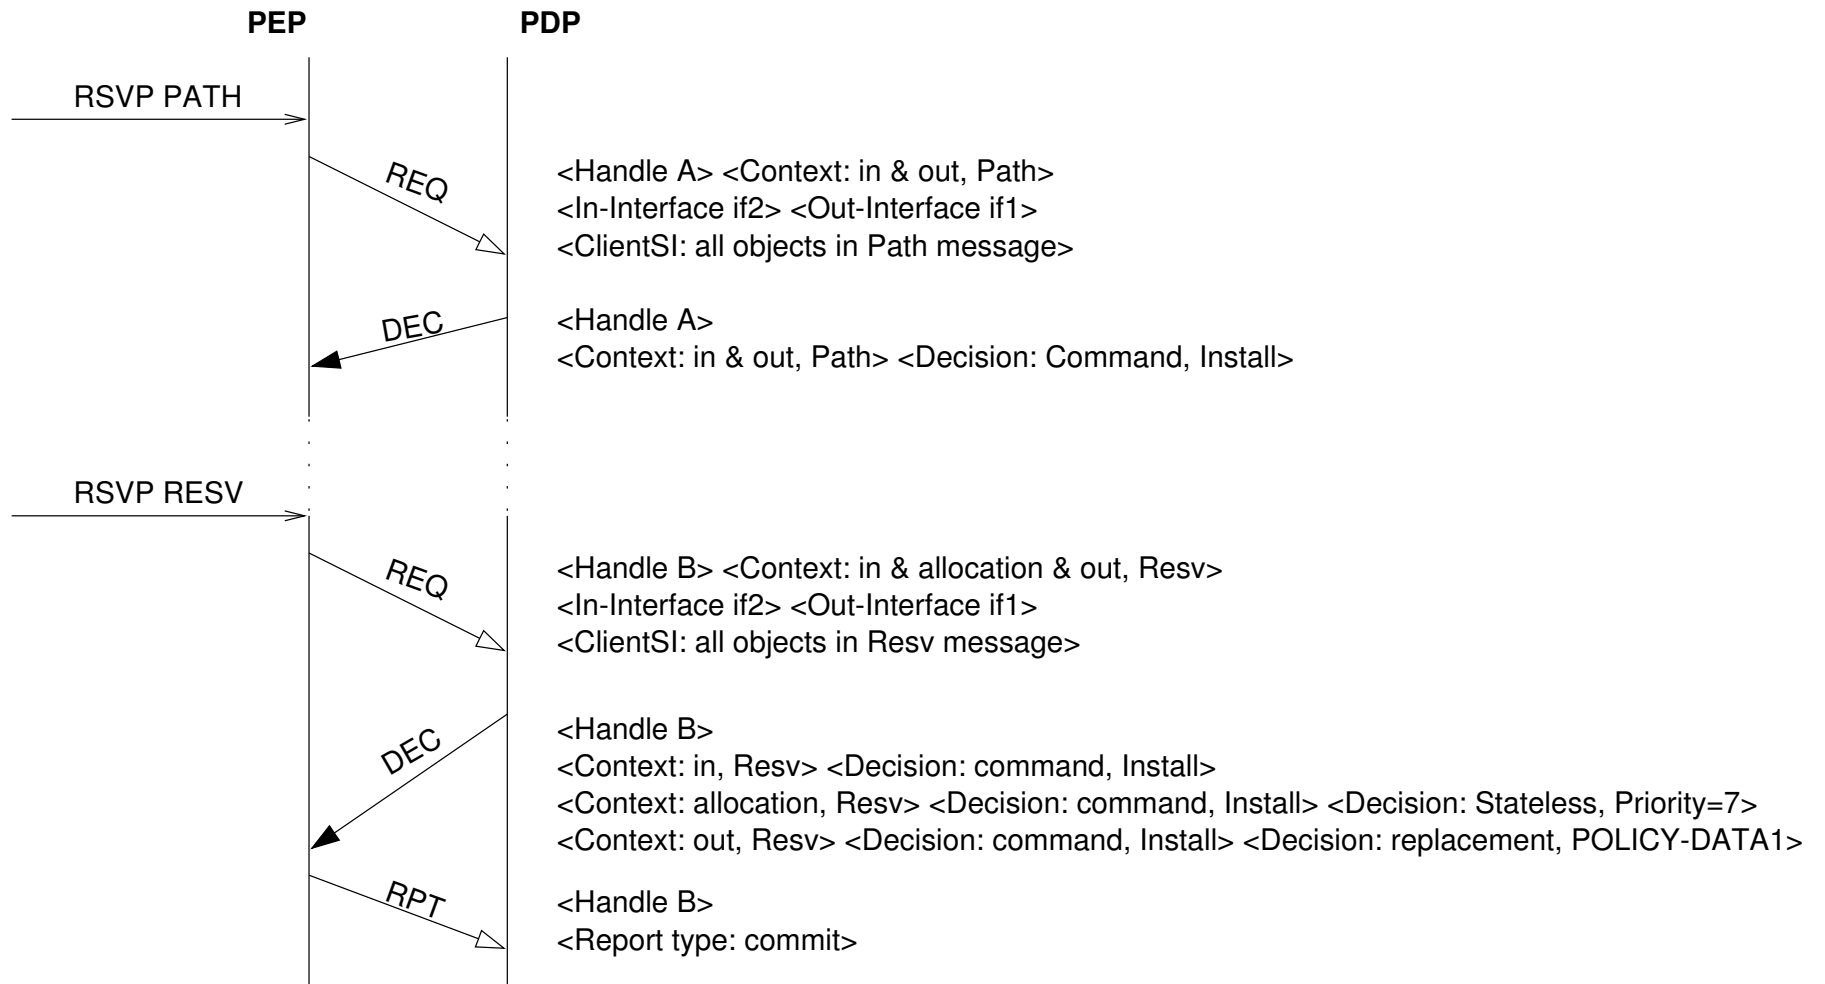 PEP PDP
RSVP PATH
REQ
<Handle A> <Context: in & out, Path>
<In-Interface if2> <Out-Interface if1>
<ClientSI: all objects in Path message>
DEC
<Handle A>
<Context: in & out, Path> <Decision: Command, Install>
RSVP RESV
REQ
<Handle B> <Context: in & allocation & out, Resv>
<In-Interface if2> <Out-Interface if1>
<ClientSI: all objects in Resv message>
DEC
<Handle B>
<Context: in, Resv> <Decision: command, Install>
<Context: allocation, Resv> <Decision: command, Install> <Decision: Stateless, Priority=7>
<Context: out, Resv> <Decision: command, Install> <Decision: replacement, POLICY-DATA1>
RPT
<Handle B>
<Report type: commit>